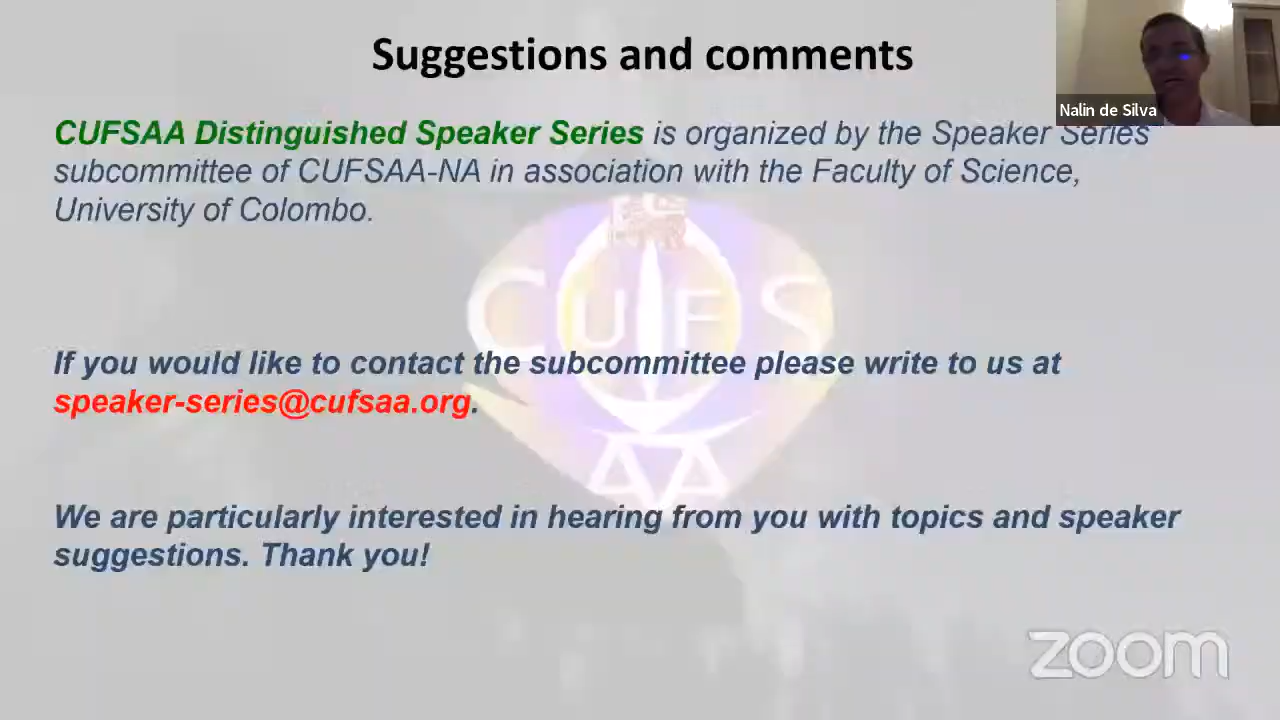 Suggestions and comments
Nalin de Silva
CUFSAA Distinguished Speaker Series is organized by the Speaker Series
subcommittee of CUFSAA-NA in association with the Faculty of Science,
University of Colombo.
CUFS
AA
If you would like to contact the subcommittee please write to us at
speaker-series@cufsaa.org.
We are particularly interested in hearing from you with topics and speaker
suggestions. Thank you!
zoom